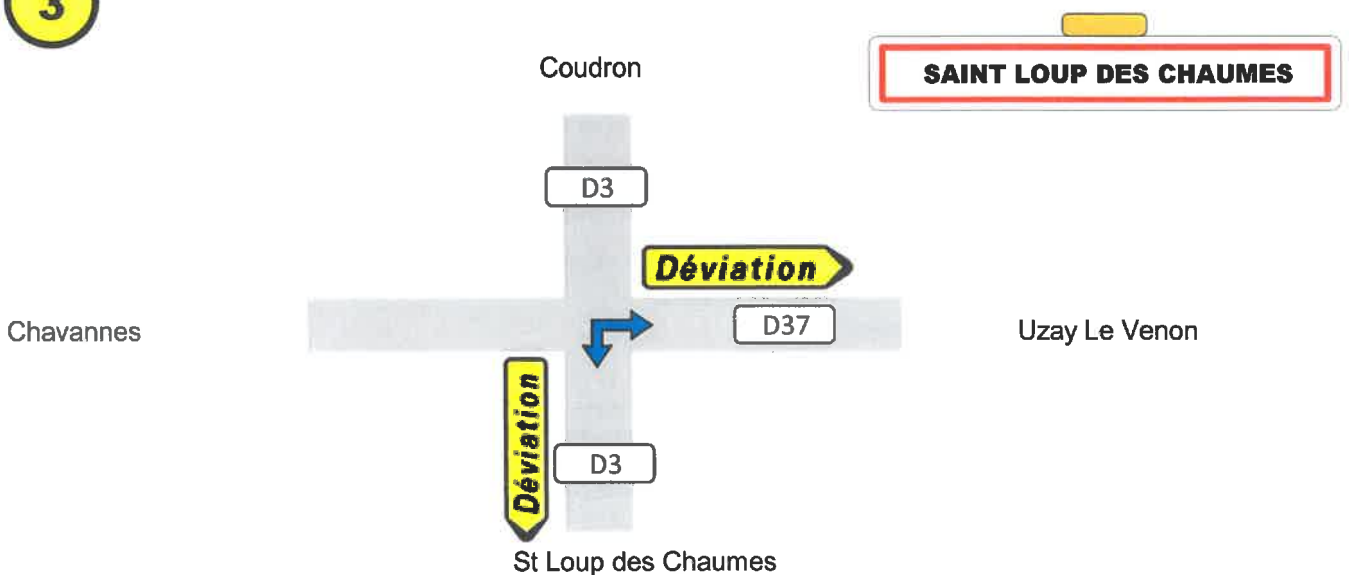 3
SAINT LOUP DES CHAUMES
Coudron
D3
Déviation
Chavannes
D37
Uzay Le Venon
Déviation
D3
St Loup des Chaumes